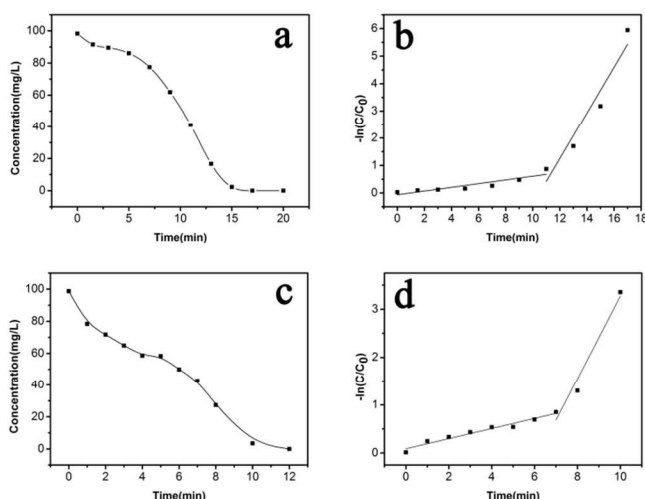 a
Concentration(mg/L)
100
80
60
40
20
0
0 5 10 15 20
Time(min)
b
-ln(C/C0)
6
5
4
3
2
1
0
0 2 4 6 8 10 12 14 16 18
Time(min)
c
Concentration(mg/L)
100
80
60
40
20
0
0 2 4 6 8 10 12
Time(min)
d
-ln(C/C0)
3
2
1
0
0 2 4 6 8 10
Time(min)